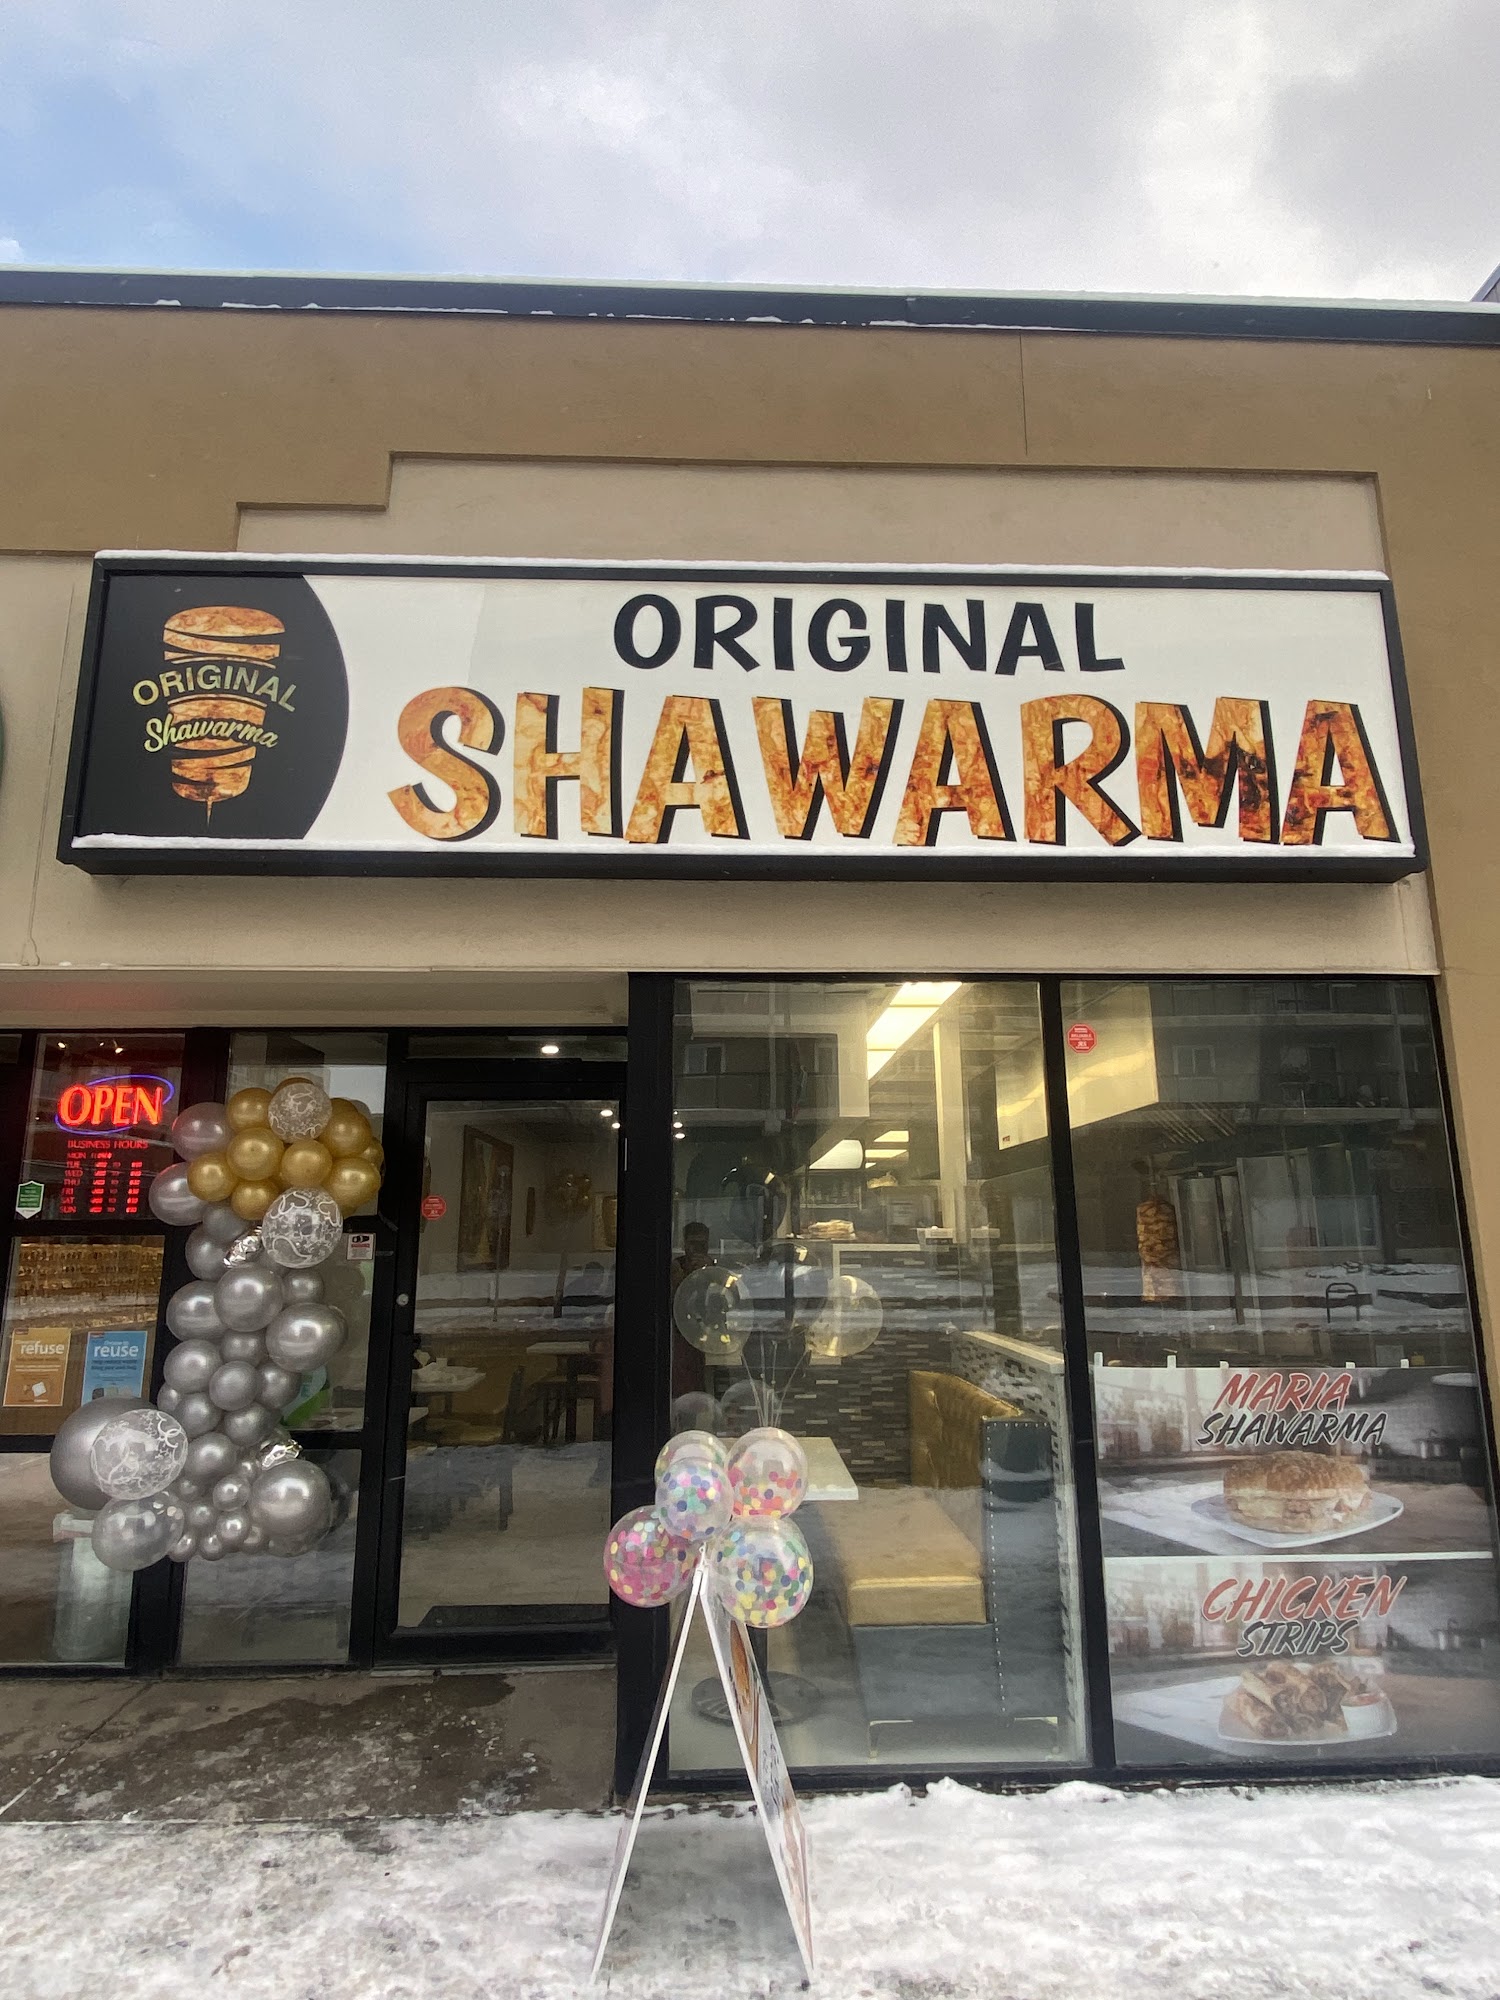 ORIGINAL
Shawarma
ORIGINAL
SHAWARMA
OPEN
BUSINESS HOURS
MON
TUE
WED
THU
FRI
SAT
SUN
refuse
reuse
MARIA
SHAWARMA
CHICKEN
STRIPS